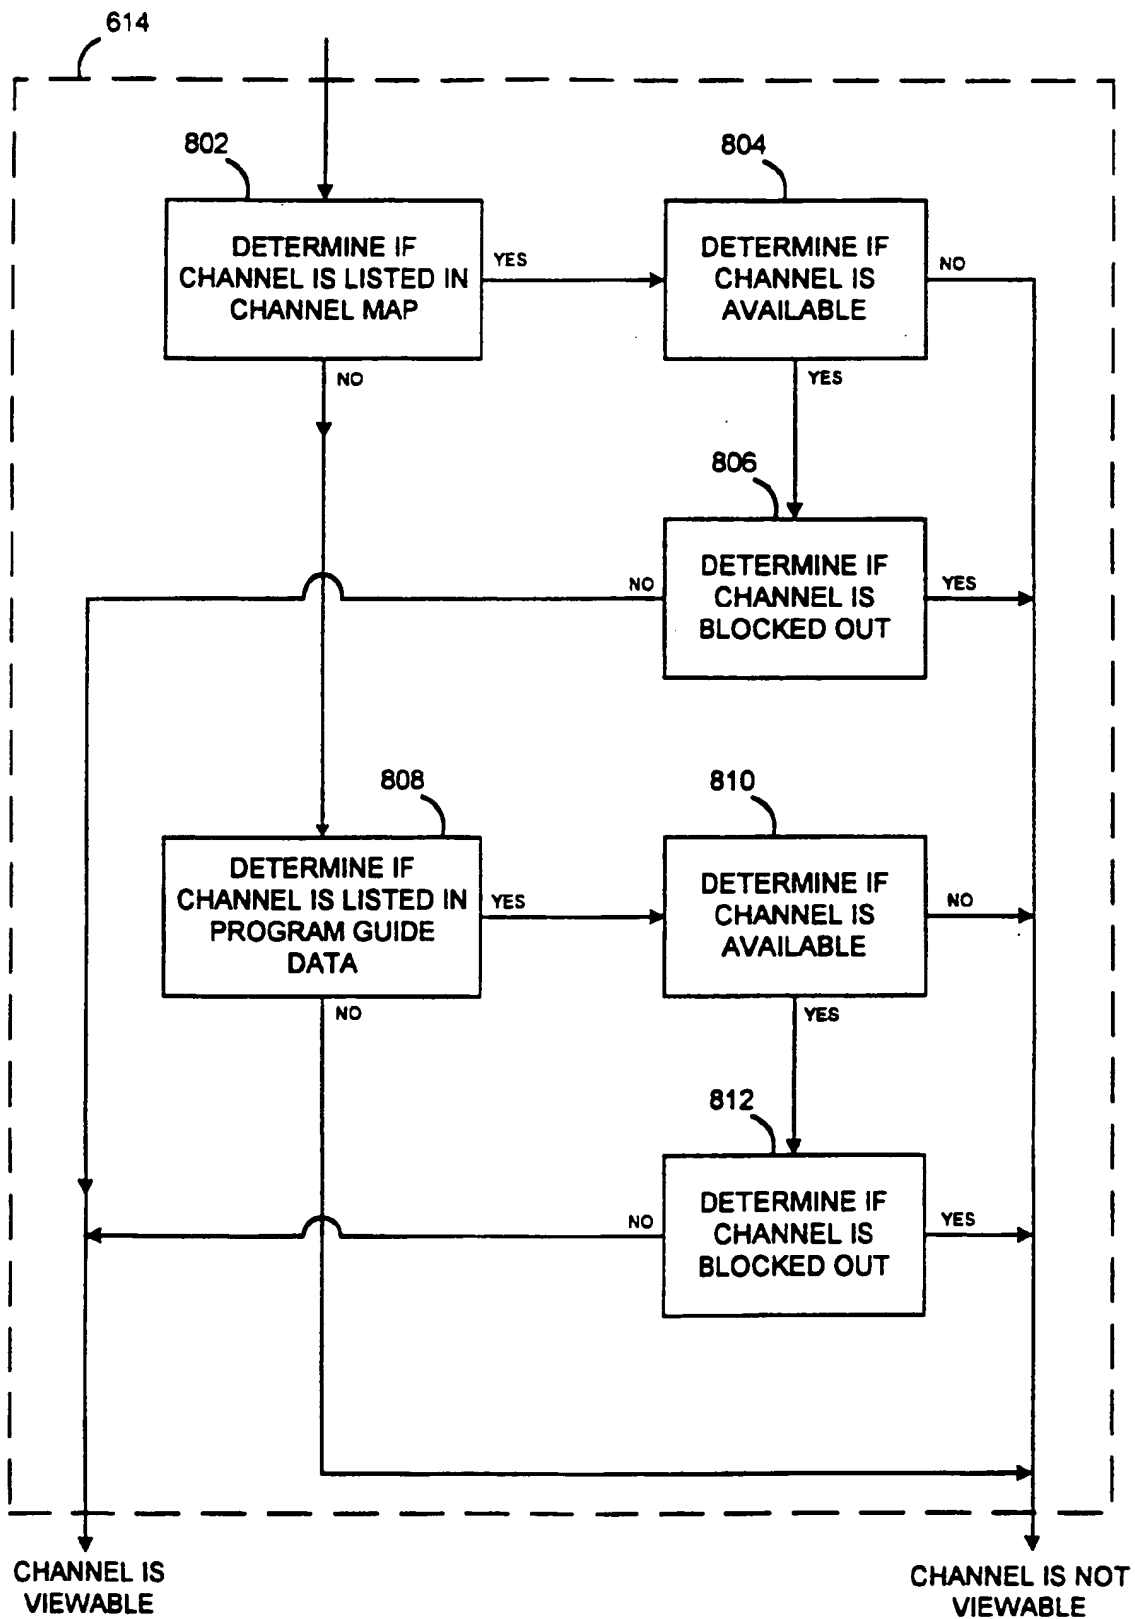 614
802
804
DETERMINE IF
CHANNEL IS LISTED IN
CHANNEL MAP
YES
DETERMINE IF
CHANNEL IS
AVAILABLE
NO
NO
YES
806
DETERMINE IF
CHANNEL IS
BLOCKED OUT
NO
YES
808
810
DETERMINE IF
CHANNEL IS LISTED IN
PROGRAM GUIDE
DATA
YES
DETERMINE IF
CHANNEL IS
AVAILABLE
NO
NO
YES
812
DETERMINE IF
CHANNEL IS
BLOCKED OUT
NO
YES
CHANNEL IS
VIEWABLE
CHANNEL IS NOT
VIEWABLE